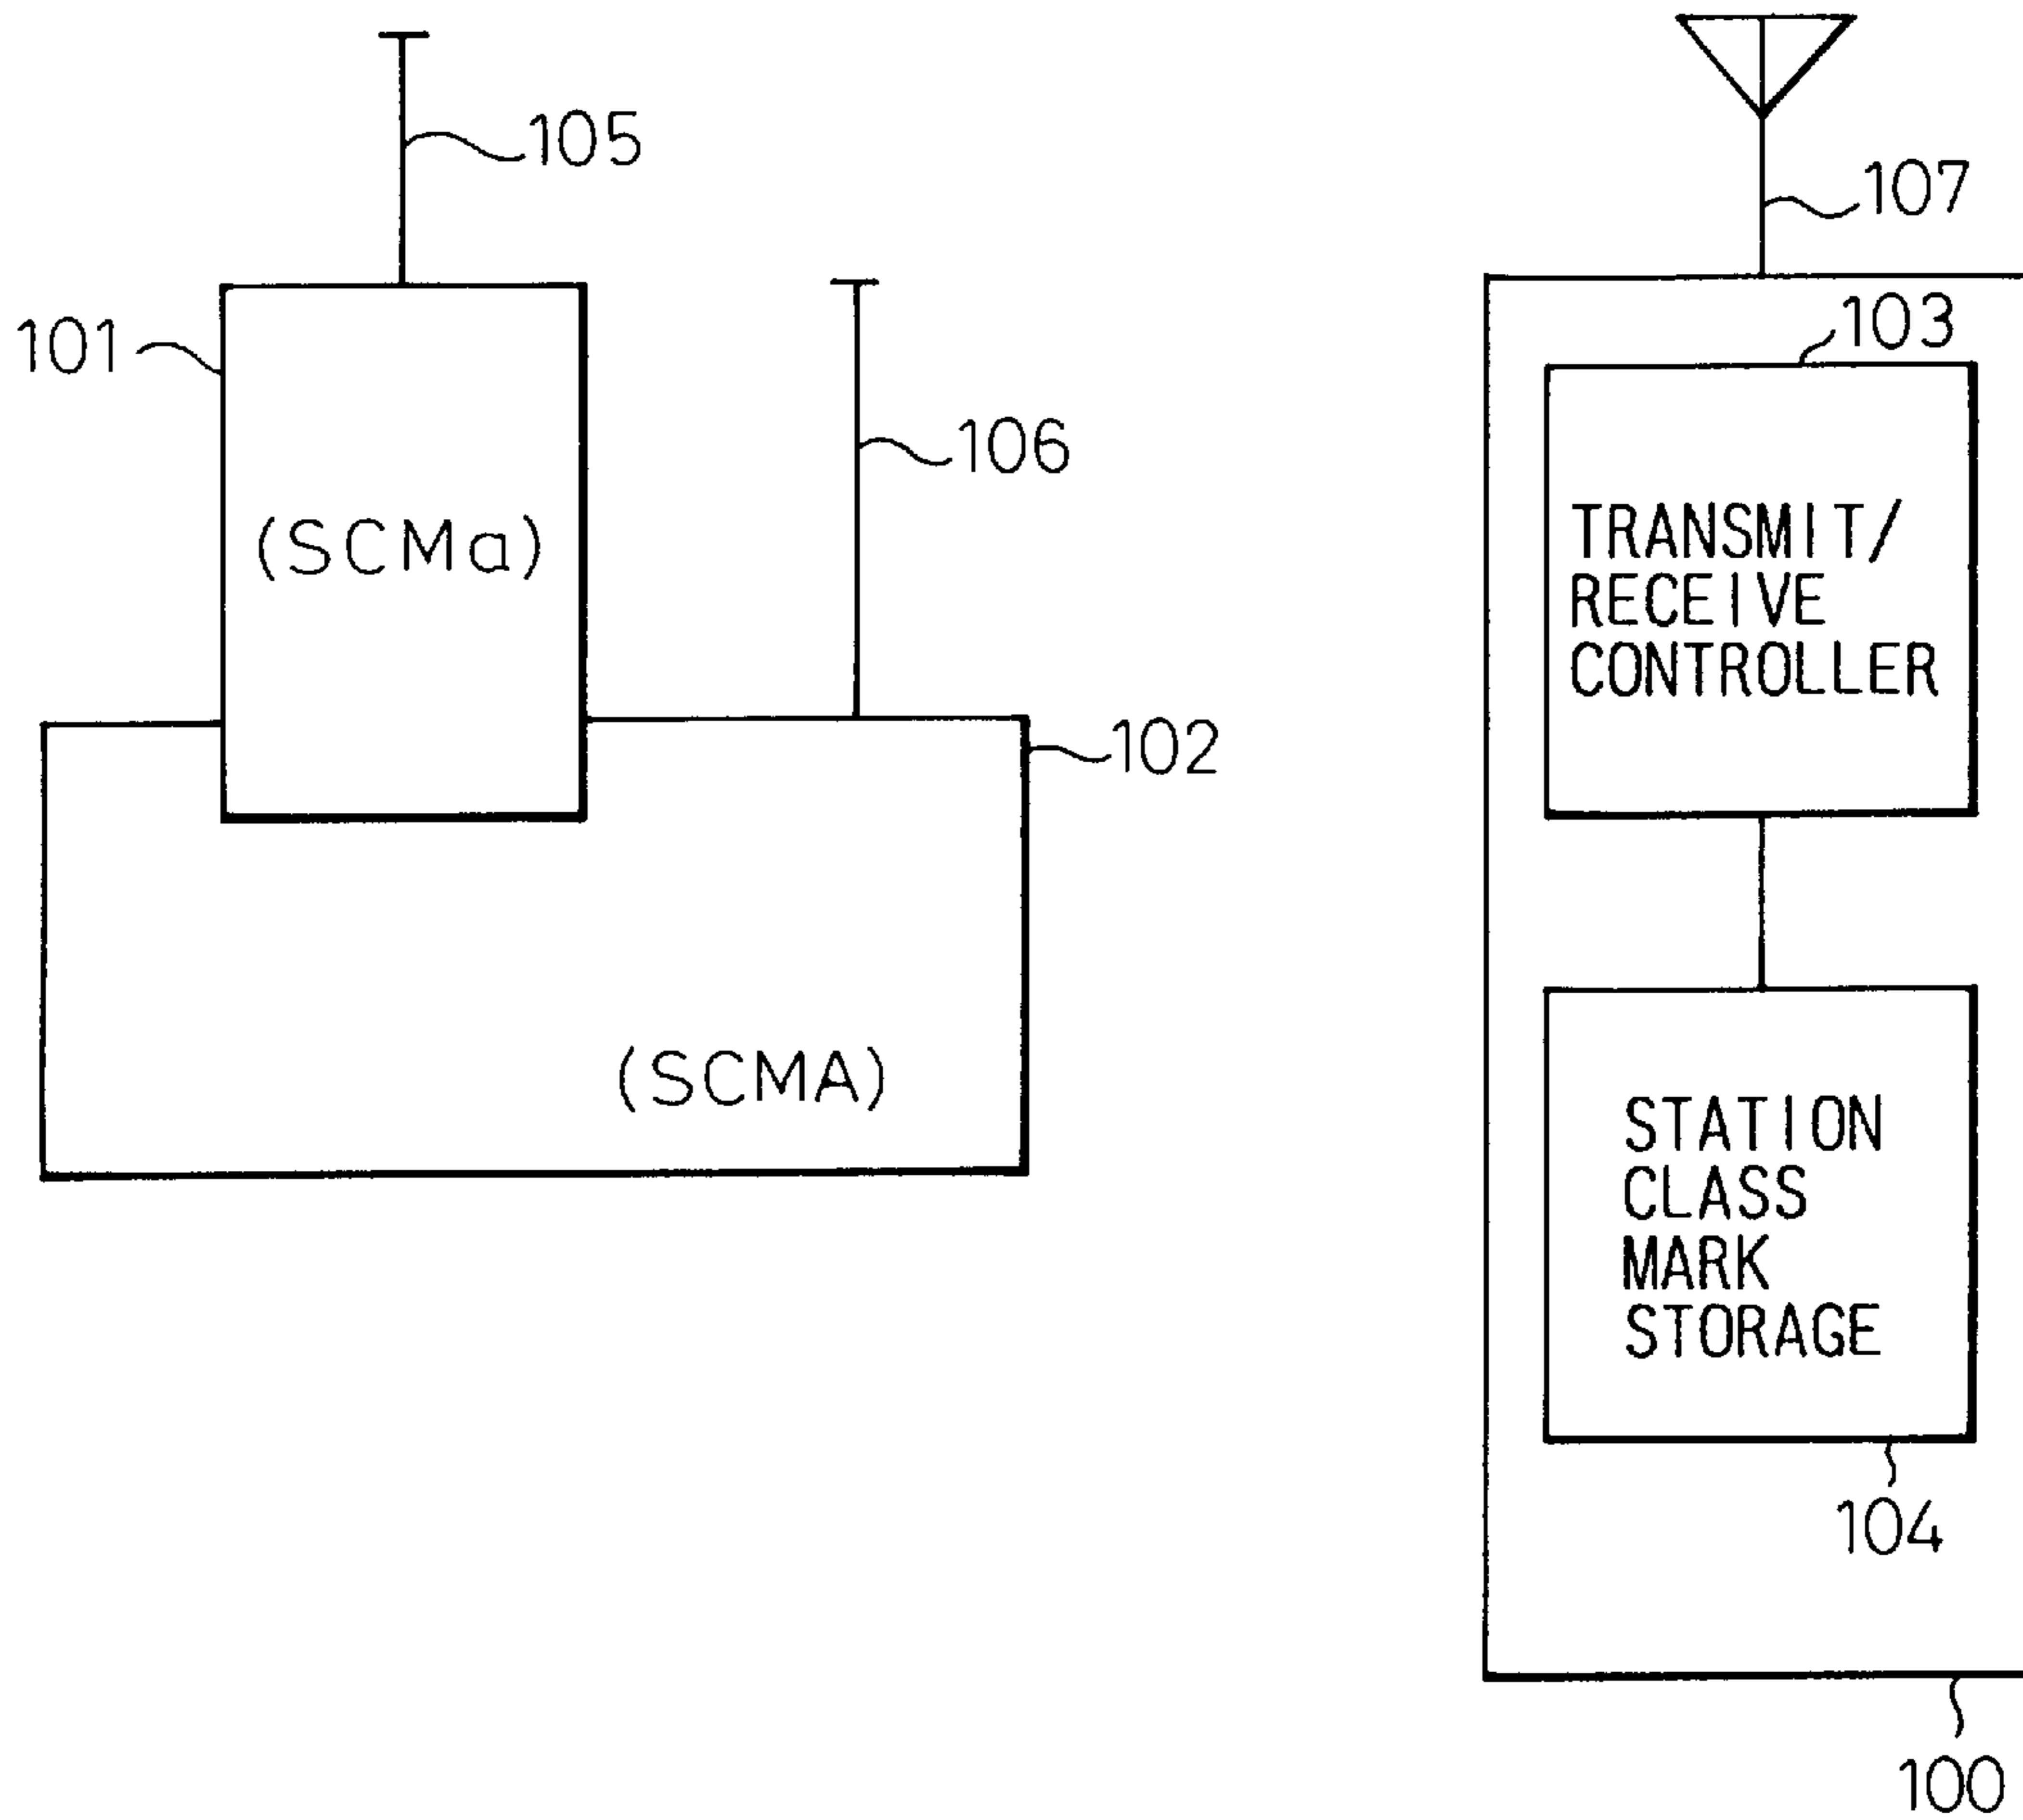 105
107
101
103
106
(SCMa)
TRANSMIT/
RECEIVE
CONTROLLER
102
(SCMA)
STATION
CLASS
MARK
STORAGE
104
100